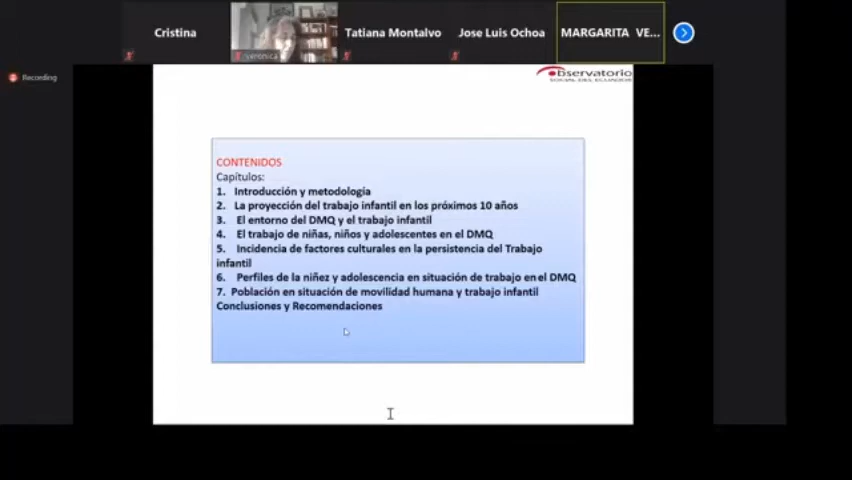 Cristina
Veronica
Tatiana Montalvo
Jose Luis Ochoa
MARGARITA VE...
Recording
Observatorio
SOCIAL DEL ECUADOR
CONTENIDOS
Capítulos:
1. Introducción y metodología
2. La proyección del trabajo infantil en los próximos 10 años
3. El entorno del DMQ y el trabajo infantil
4. El trabajo de niñas, niños y adolescentes en el DMQ
5. Incidencia de factores culturales en la persistencia del Trabajo
infantil
6. Perfiles de la niñez y adolescencia en situación de trabajo en el DMQ
7. Población en situación de movilidad humana y trabajo infantil
Conclusiones y Recomendaciones